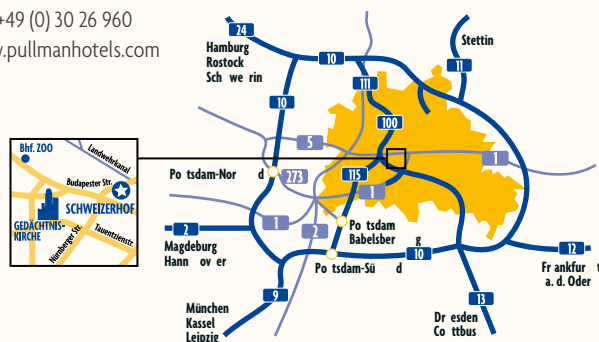 +49 (0) 30 26 960
w.pullmanhotels.com
24
Hamburg
Rostock
Sch we rin
10
111
Stettin
11
10
100
5
1
Po tsdam-Nor d
273
115
1
Bhf. ZOO
Landwehrkanal
Budapester Str.
SCHWEIZERHOF
GEDÄCHTNIS-
KIRCHE
Nürnberger Str.
Tauentzienstr.
1
2
2
Magdeburg
Hann ov er
Po tsdam
Babelsber g
Po tsdam-Sü d
10
12
Fr ankfur t
a. d. Oder
9
München
Kassel
Leipzig
13
Dr esden
Co ttbus